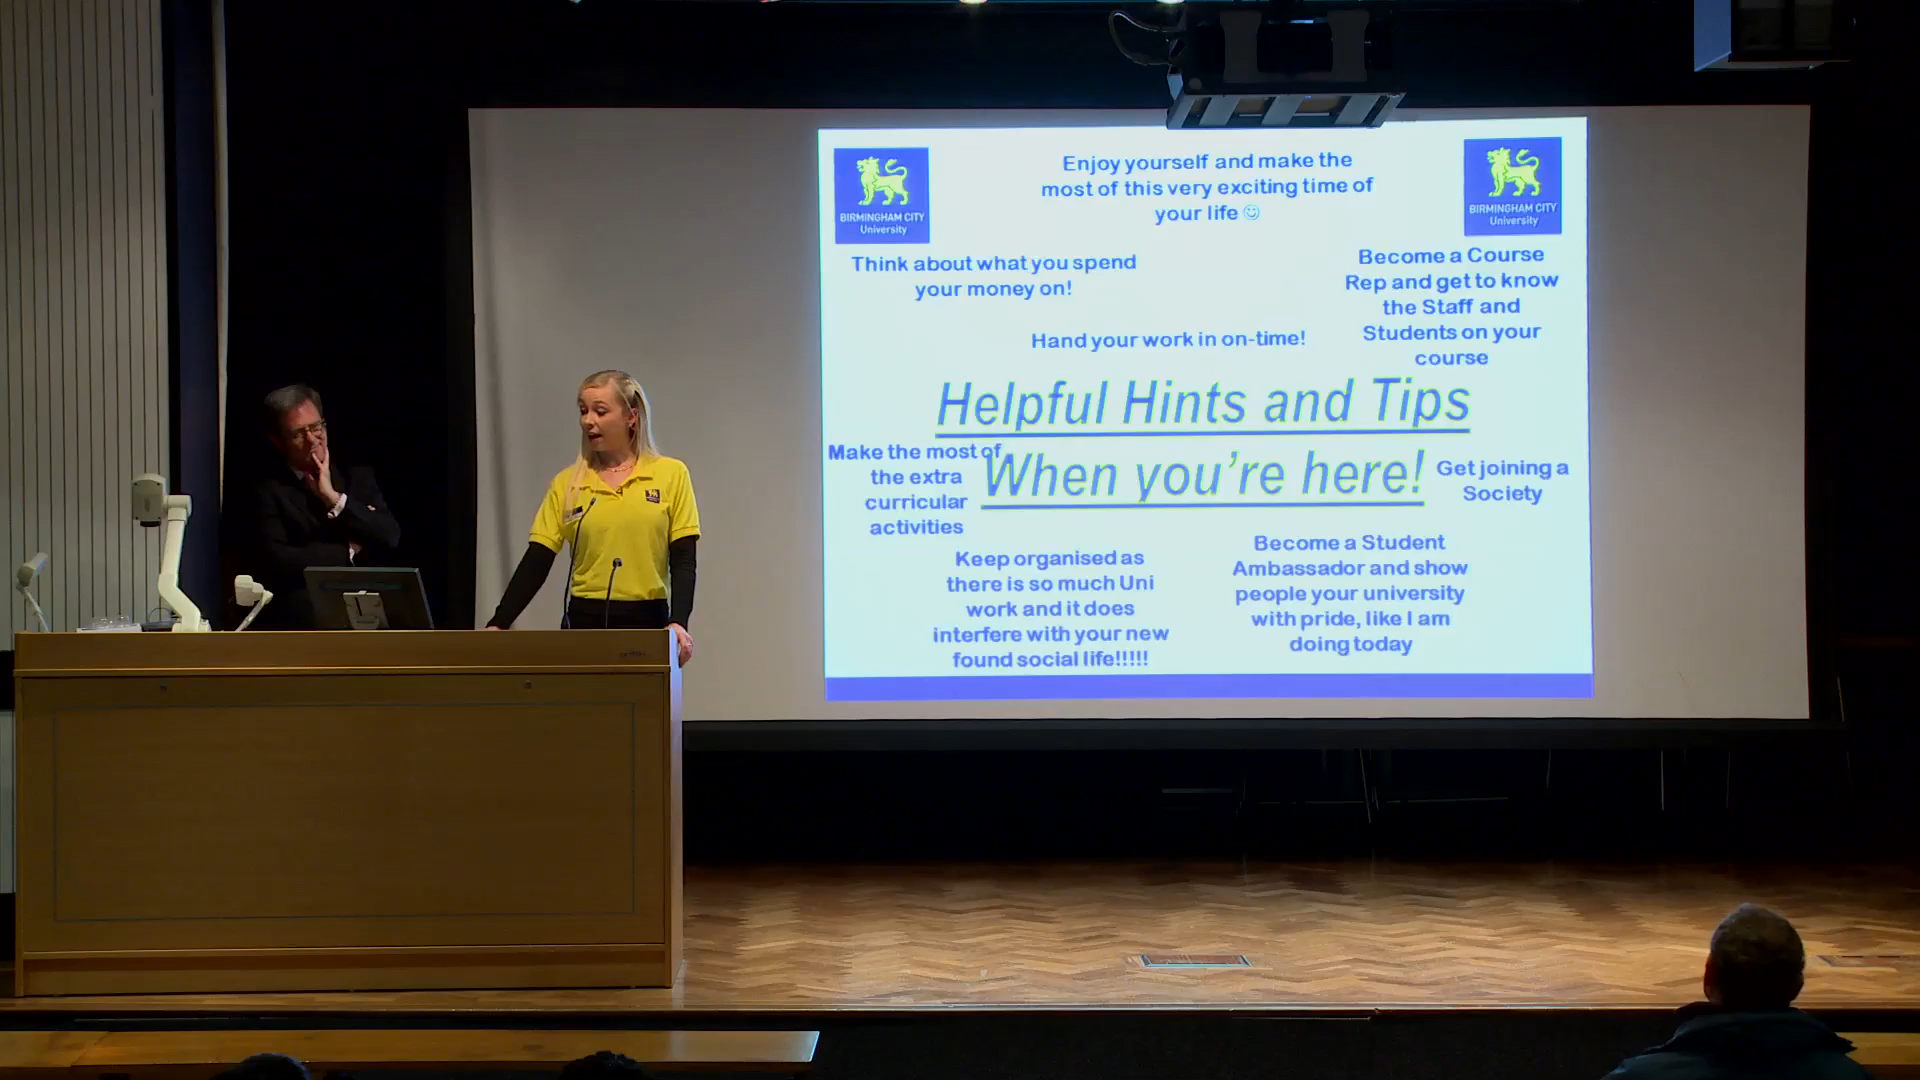 Enjoy yourself and make the
most of this very exciting time of
your life ☺
BIRMINGHAM CITY
University
BIRMINGHAM CITY
University
Think about what you spend
your money on!
Become a Course
Rep and get to know
the Staff and
Students on your
course
Hand your work in on-time!
Helpful Hints and Tips
When you're here!
Make the most of
the extra
curricular
activities
Get joining a
Society
Keep organised as
there is so much Uni
work and it does
interfere with your new
found social life!!!!!
Become a Student
Ambassador and show
people your university
with pride, like I am
doing today